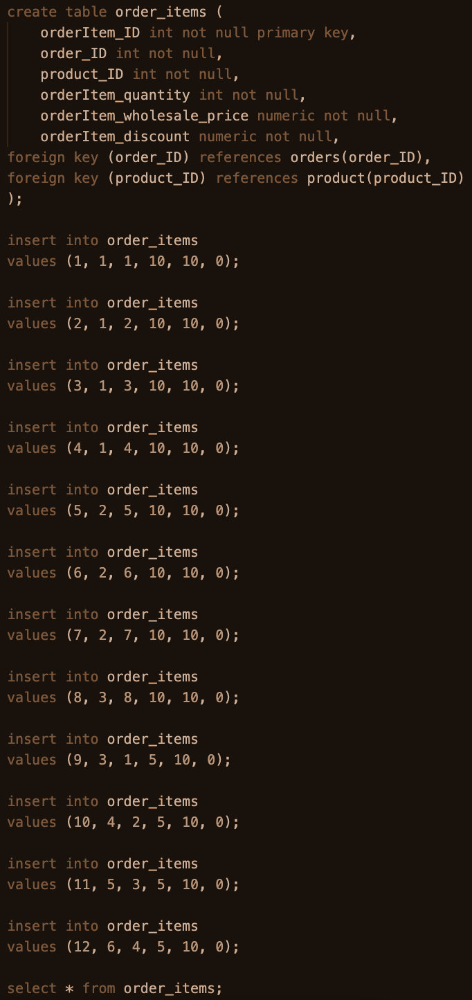 create table order_items (
    orderItem_ID int not null primary key,
    order_ID int not null,
    product_ID int not null,
    orderItem_quantity int not null,
    orderItem_wholesale_price numeric not null,
    orderItem_discount numeric not null,
foreign key (order_ID) references orders(order_ID),
foreign key (product_ID) references product(product_ID)
);

insert into order_items
values (1, 1, 1, 10, 10, 0);

insert into order_items
values (2, 1, 2, 10, 10, 0);

insert into order_items
values (3, 1, 3, 10, 10, 0);

insert into order_items
values (4, 1, 4, 10, 10, 0);

insert into order_items
values (5, 2, 5, 10, 10, 0);

insert into order_items
values (6, 2, 6, 10, 10, 0);

insert into order_items
values (7, 2, 7, 10, 10, 0);

insert into order_items
values (8, 3, 8, 10, 10, 0);

insert into order_items
values (9, 3, 1, 5, 10, 0);

insert into order_items
values (10, 4, 2, 5, 10, 0);

insert into order_items
values (11, 5, 3, 5, 10, 0);

insert into order_items
values (12, 6, 4, 5, 10, 0);

select * from order_items;